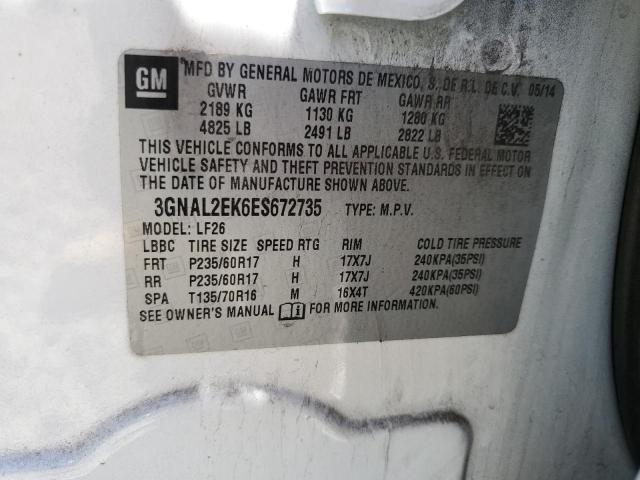 GM
MFD BY GENERAL MOTORS DE MEXICO, S. DE R.L. DE C.V. 05/14
GVWR GAWR FRT GAWR RR
2189 KG 1130 KG 1280 KG
4825 LB 2491 LB 2822 LB
THIS VEHICLE CONFORMS TO ALL APPLICABLE U.S. FEDERAL MOTOR
VEHICLE SAFETY AND THEFT PREVENTION STANDARDS IN EFFECT ON
THE DATE OF MANUFACTURE SHOWN ABOVE.
3GNAL2EK6ES672735 TYPE: M.P.V.
MODEL: LF26
LBBC TIRE SIZE SPEED RTG RIM COLD TIRE PRESSURE
FRT P235/60R17 H 17X7J 240KPA(35PSI)
RR P235/60R17 H 17X7J 240KPA(35PSI)
SPA T135/70R16 M 16X4T 420KPA(60PSI)
SEE OWNER'S MANUAL FOR MORE INFORMATION.